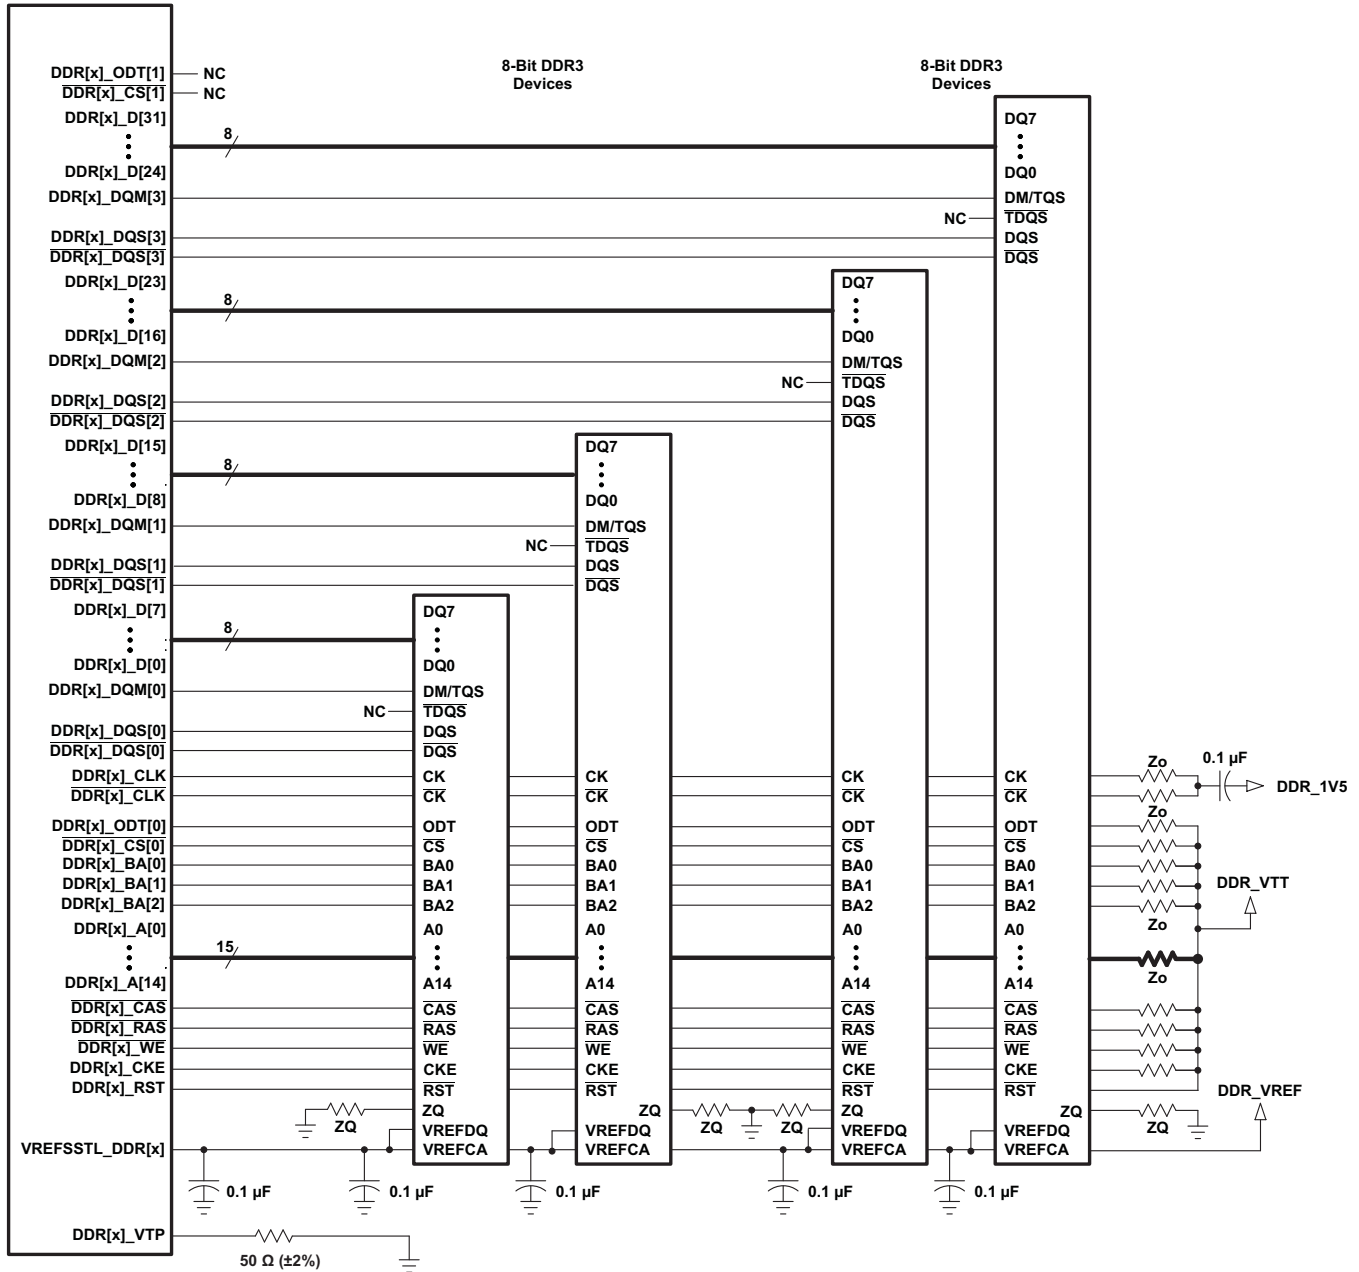 8-Bit DDR3
Devices
8-Bit DDR3
Devices
DDR[x]_ODT[1] NC
DDR[x]_CS[1] NC
DDR[x]_D[31] DQ7
8
DDR[x]_D[24] DQ0
DDR[x]_DQM[3] DM/TQS
NC TDQS
DDR[x]_DQS[3] DQS
DDR[x]_DQS[3] DQS
DDR[x]_D[23] DQ7
8
DDR[x]_D[16] DQ0
DDR[x]_DQM[2] DM/TQS
NC TDQS
DDR[x]_DQS[2] DQS
DDR[x]_DQS[2] DQS
DDR[x]_D[15] DQ7
8
DDR[x]_D[8] DQ0
DDR[x]_DQM[1] DM/TQS
NC TDQS
DDR[x]_DQS[1] DQS
DDR[x]_DQS[1] DQS
DDR[x]_D[7] DQ7
8
DDR[x]_D[0] DQ0
DDR[x]_DQM[0] DM/TQS
NC TDQS
DDR[x]_DQS[0] DQS
DDR[x]_DQS[0] DQS
Zo 0.1 µF
DDR[x]_CLK CK CK CK CK
DDR_1V5
DDR[x]_CLK CK CK CK CK
Zo
DDR[x]_ODT[0] ODT ODT ODT ODT
DDR[x]_CS[0] CS CS CS CS
DDR[x]_BA[0] BA0 BA0 BA0 BA0
DDR[x]_BA[1] BA1 BA1 BA1 BA1 DDR_VTT
DDR[x]_BA[2] BA2 BA2 BA2 BA2
Zo
DDR[x]_A[0] A0 A0 A0 A0
15
Zo
DDR[x]_A[14] A14 A14 A14 A14
DDR[x]_CAS CAS CAS CAS CAS
DDR[x]_RAS RAS RAS RAS RAS
DDR[x]_WE WE WE WE WE
DDR[x]_CKE CKE CKE CKE CKE
DDR[x]_RST RST RST RST RST DDR_VREF
ZQ ZQ ZQ ZQ
ZQ ZQ ZQ ZQ
VREFDQ VREFDQ VREFDQ VREFDQ
VREFSSTL_DDR[x] VREFCA VREFCA VREFCA VREFCA
0.1 µF 0.1 µF 0.1 µF 0.1 µF 0.1 µF
DDR[x]_VTP
50 Ω (±2%)